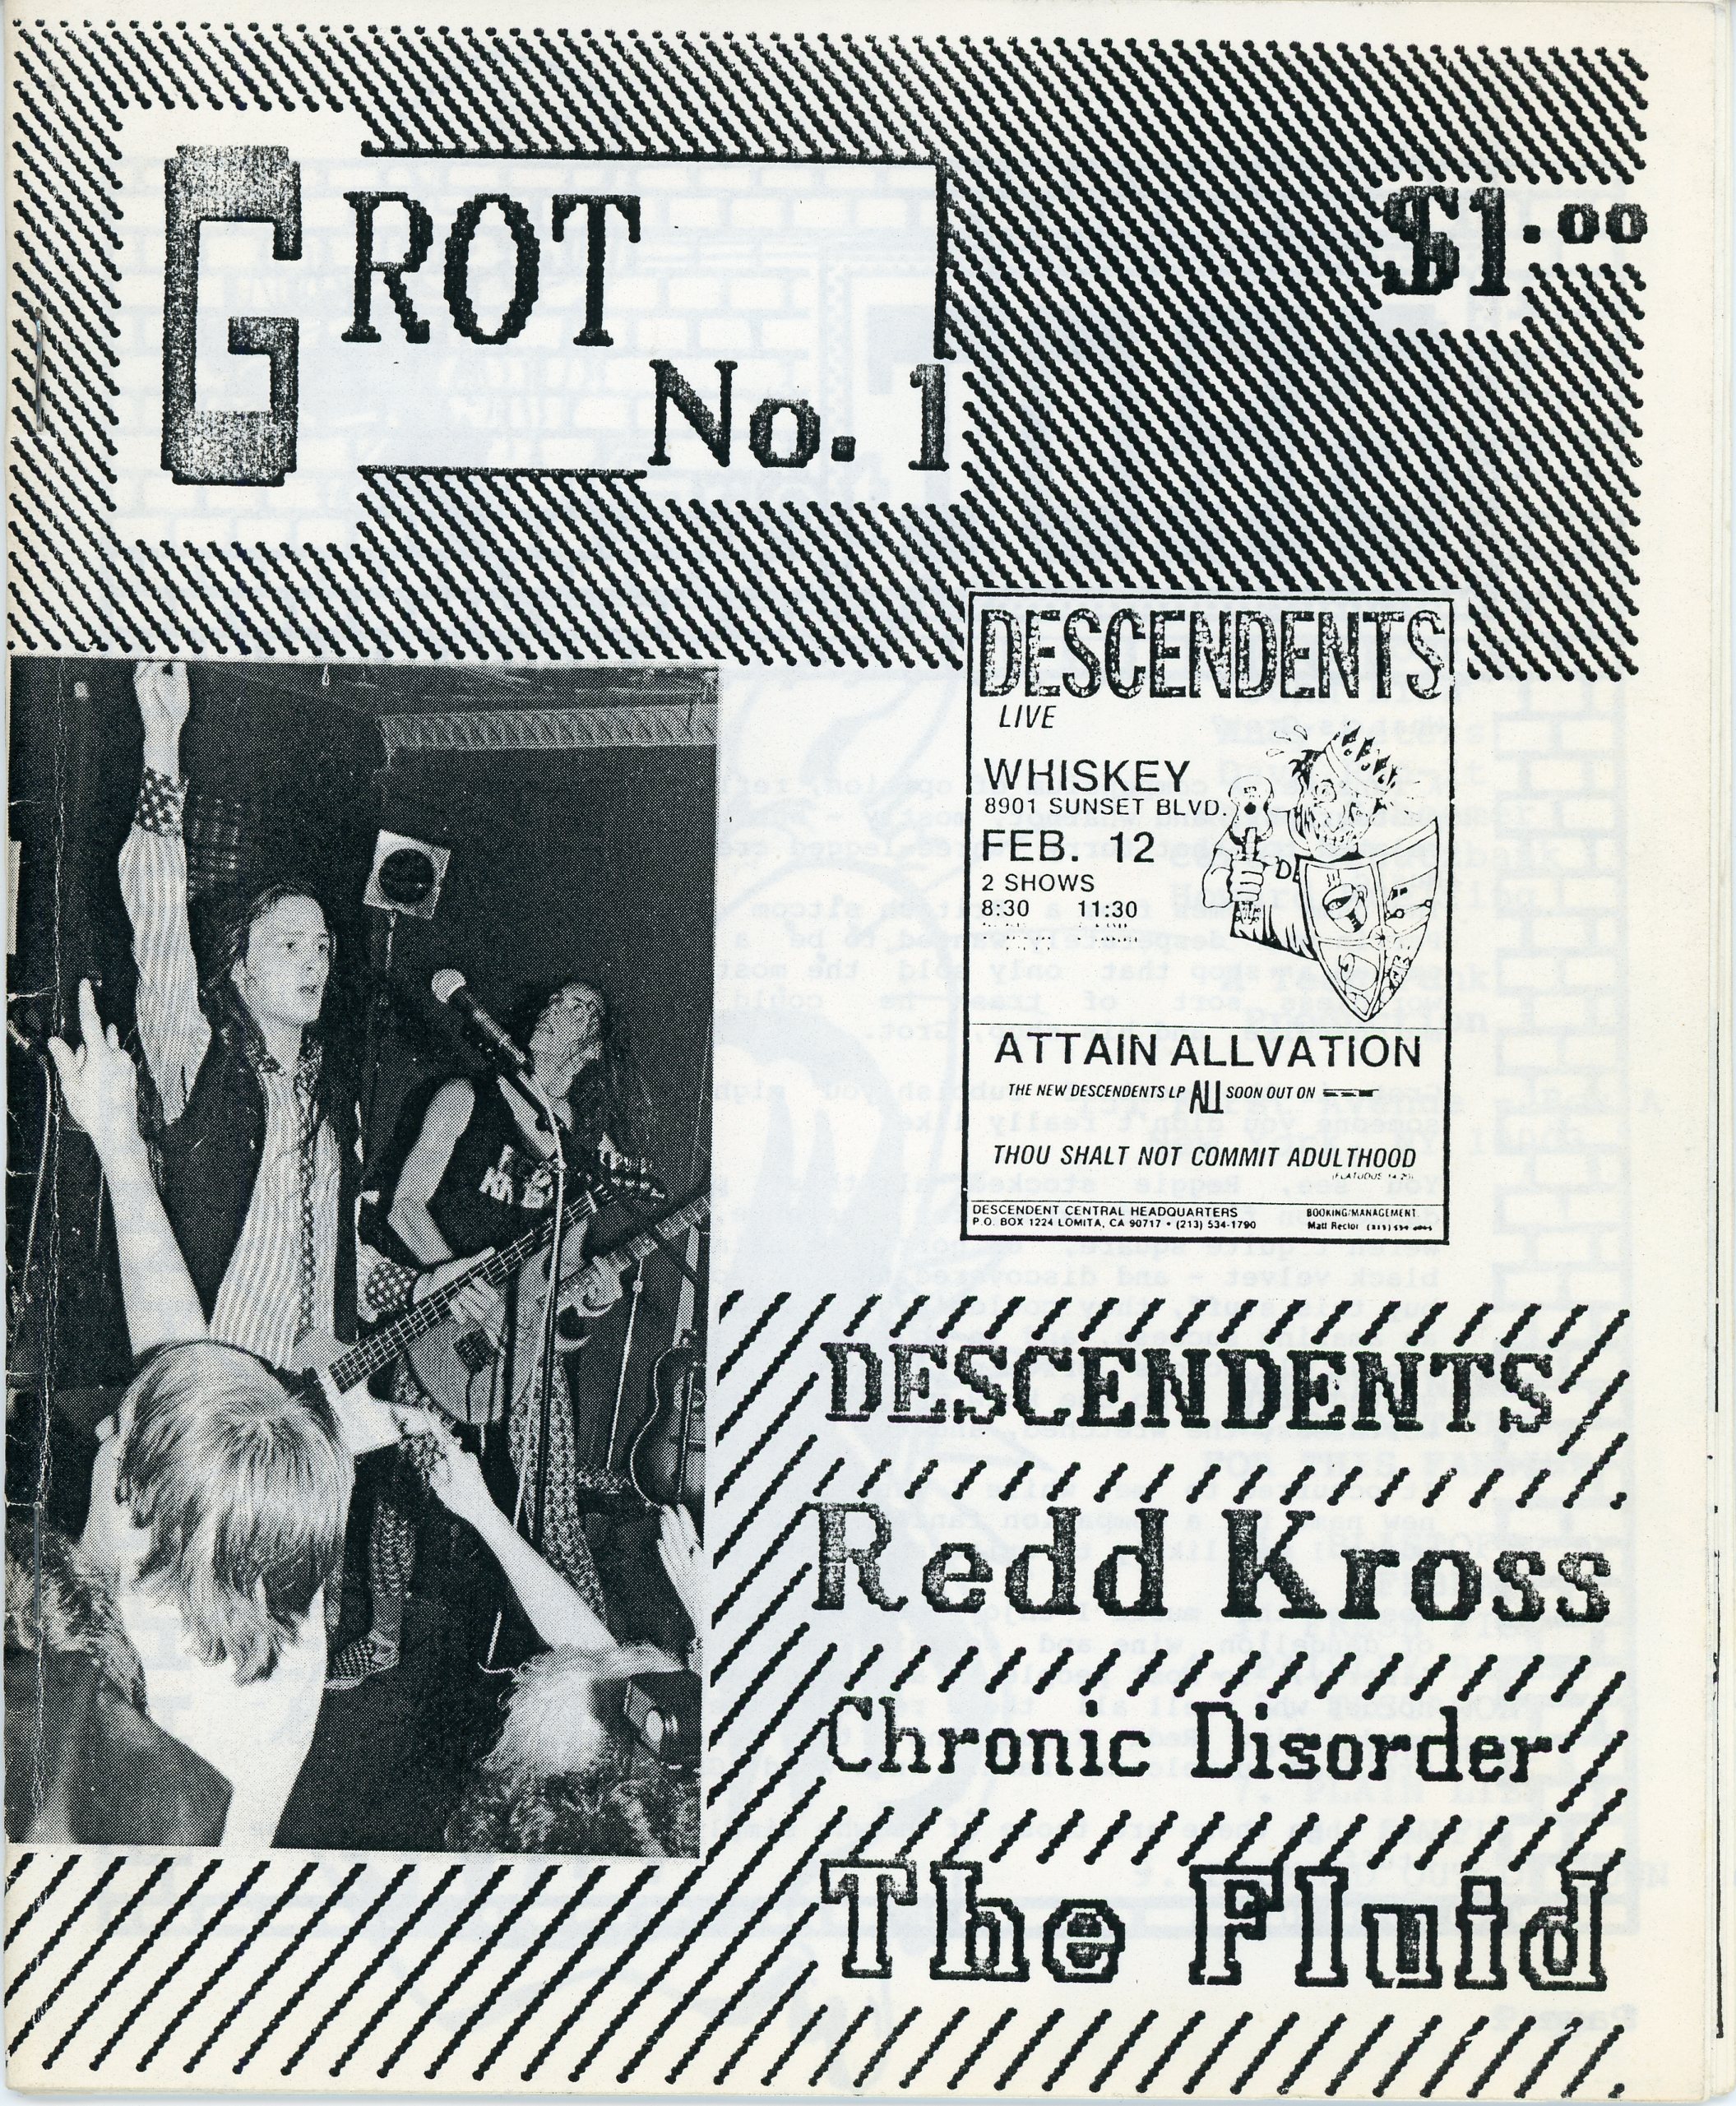 GROT
No. 1
$1.00
DESCENDENTS
LIVE
WHISKEY
8901 SUNSET BLVD.
FEB. 12
2 SHOWS
8:30 11:30
ATTAIN ALLVATION
THE NEW DESCENDENTS LP ALL SOON OUT ON
THOU SHALT NOT COMMIT ADULTHOOD
DESCENDENT CENTRAL HEADQUARTERS
P.O. BOX 1224 LOMITA, CA 90717 • (213) 534-1790
BOOKING/MANAGEMENT
Matt Rector
DESCENDENTS
Redd Kross
Chronic Disorder
The Fluid